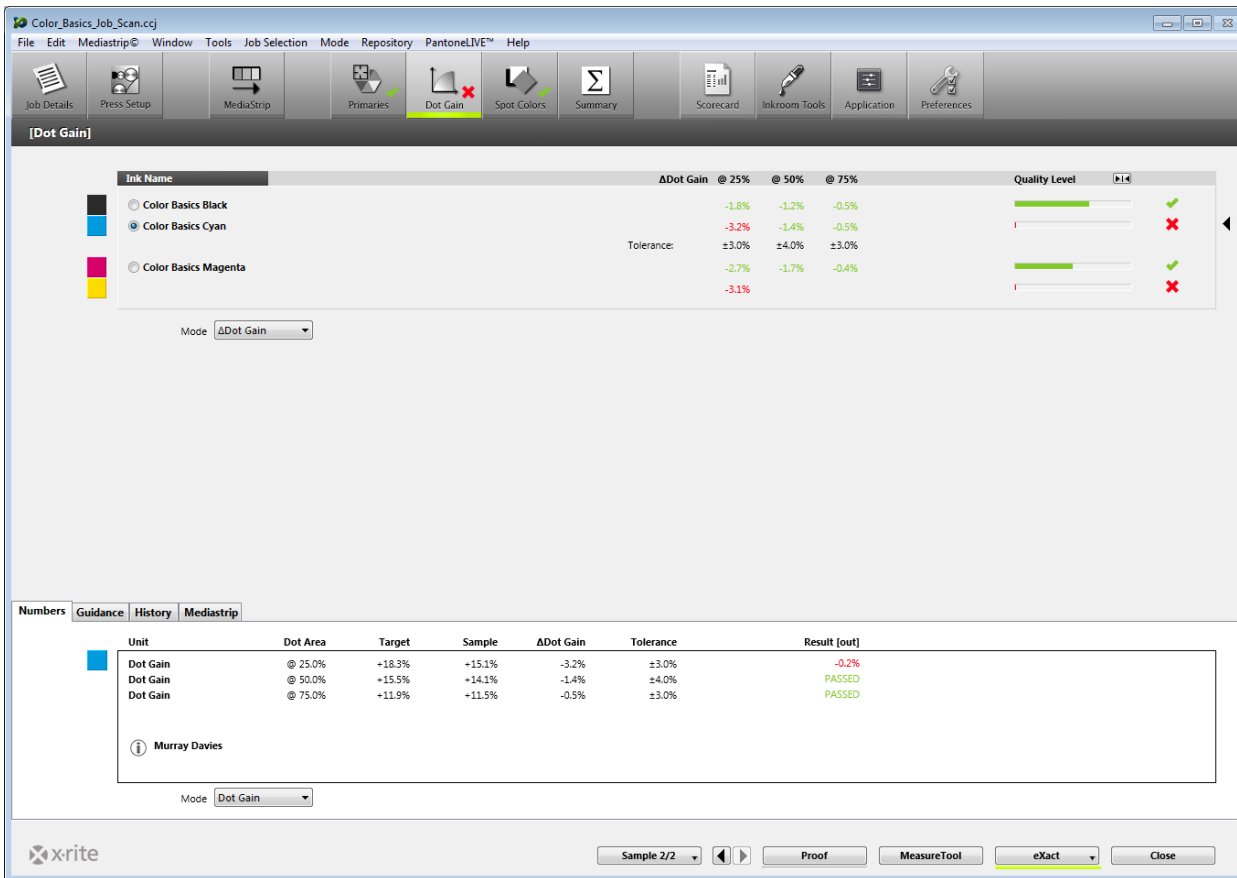 Color_Basics_Job_Scan.ccj
File Edit Mediastrip© Window Tools Job Selection Mode Repository PantoneLIVE™ Help
Job Details Press Setup MediaStrip Primaries Dot Gain Spot Colors Σ Summary Scorecard Inkroom Tools Application Preferences
[Dot Gain]
Ink Name ΔDot Gain @ 25% @ 50% @ 75% Quality Level
Color Basics Black -1.8% -1.2% -0.5%
Color Basics Cyan -3.2% -1.4% -0.5%
Tolerance: ±3.0% ±4.0% ±3.0%
Color Basics Magenta -2.7% -1.7% -0.4%
-3.1%
Mode ΔDot Gain
Numbers Guidance History Mediastrip
Unit Dot Area Target Sample ΔDot Gain Tolerance Result [out]
Dot Gain @ 25.0% +18.3% +15.1% -3.2% ±3.0% -0.2%
Dot Gain @ 50.0% +15.5% +14.1% -1.4% ±4.0% PASSED
Dot Gain @ 75.0% +11.9% +11.5% -0.5% ±3.0% PASSED
i Murray Davies
Mode Dot Gain
x·rite Sample 2/2 Proof MeasureTool eXact Close